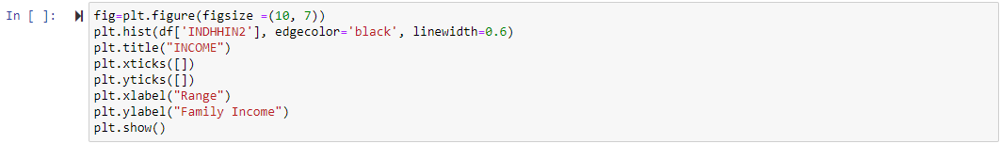 In [ ]: fig=plt.figure(figsize =(10, 7))
plt.hist(df['INDHHIN2'], edgecolor='black', linewidth=0.6)
plt.title("INCOME")
plt.xticks([])
plt.yticks([])
plt.xlabel("Range")
plt.ylabel("Family Income")
plt.show()